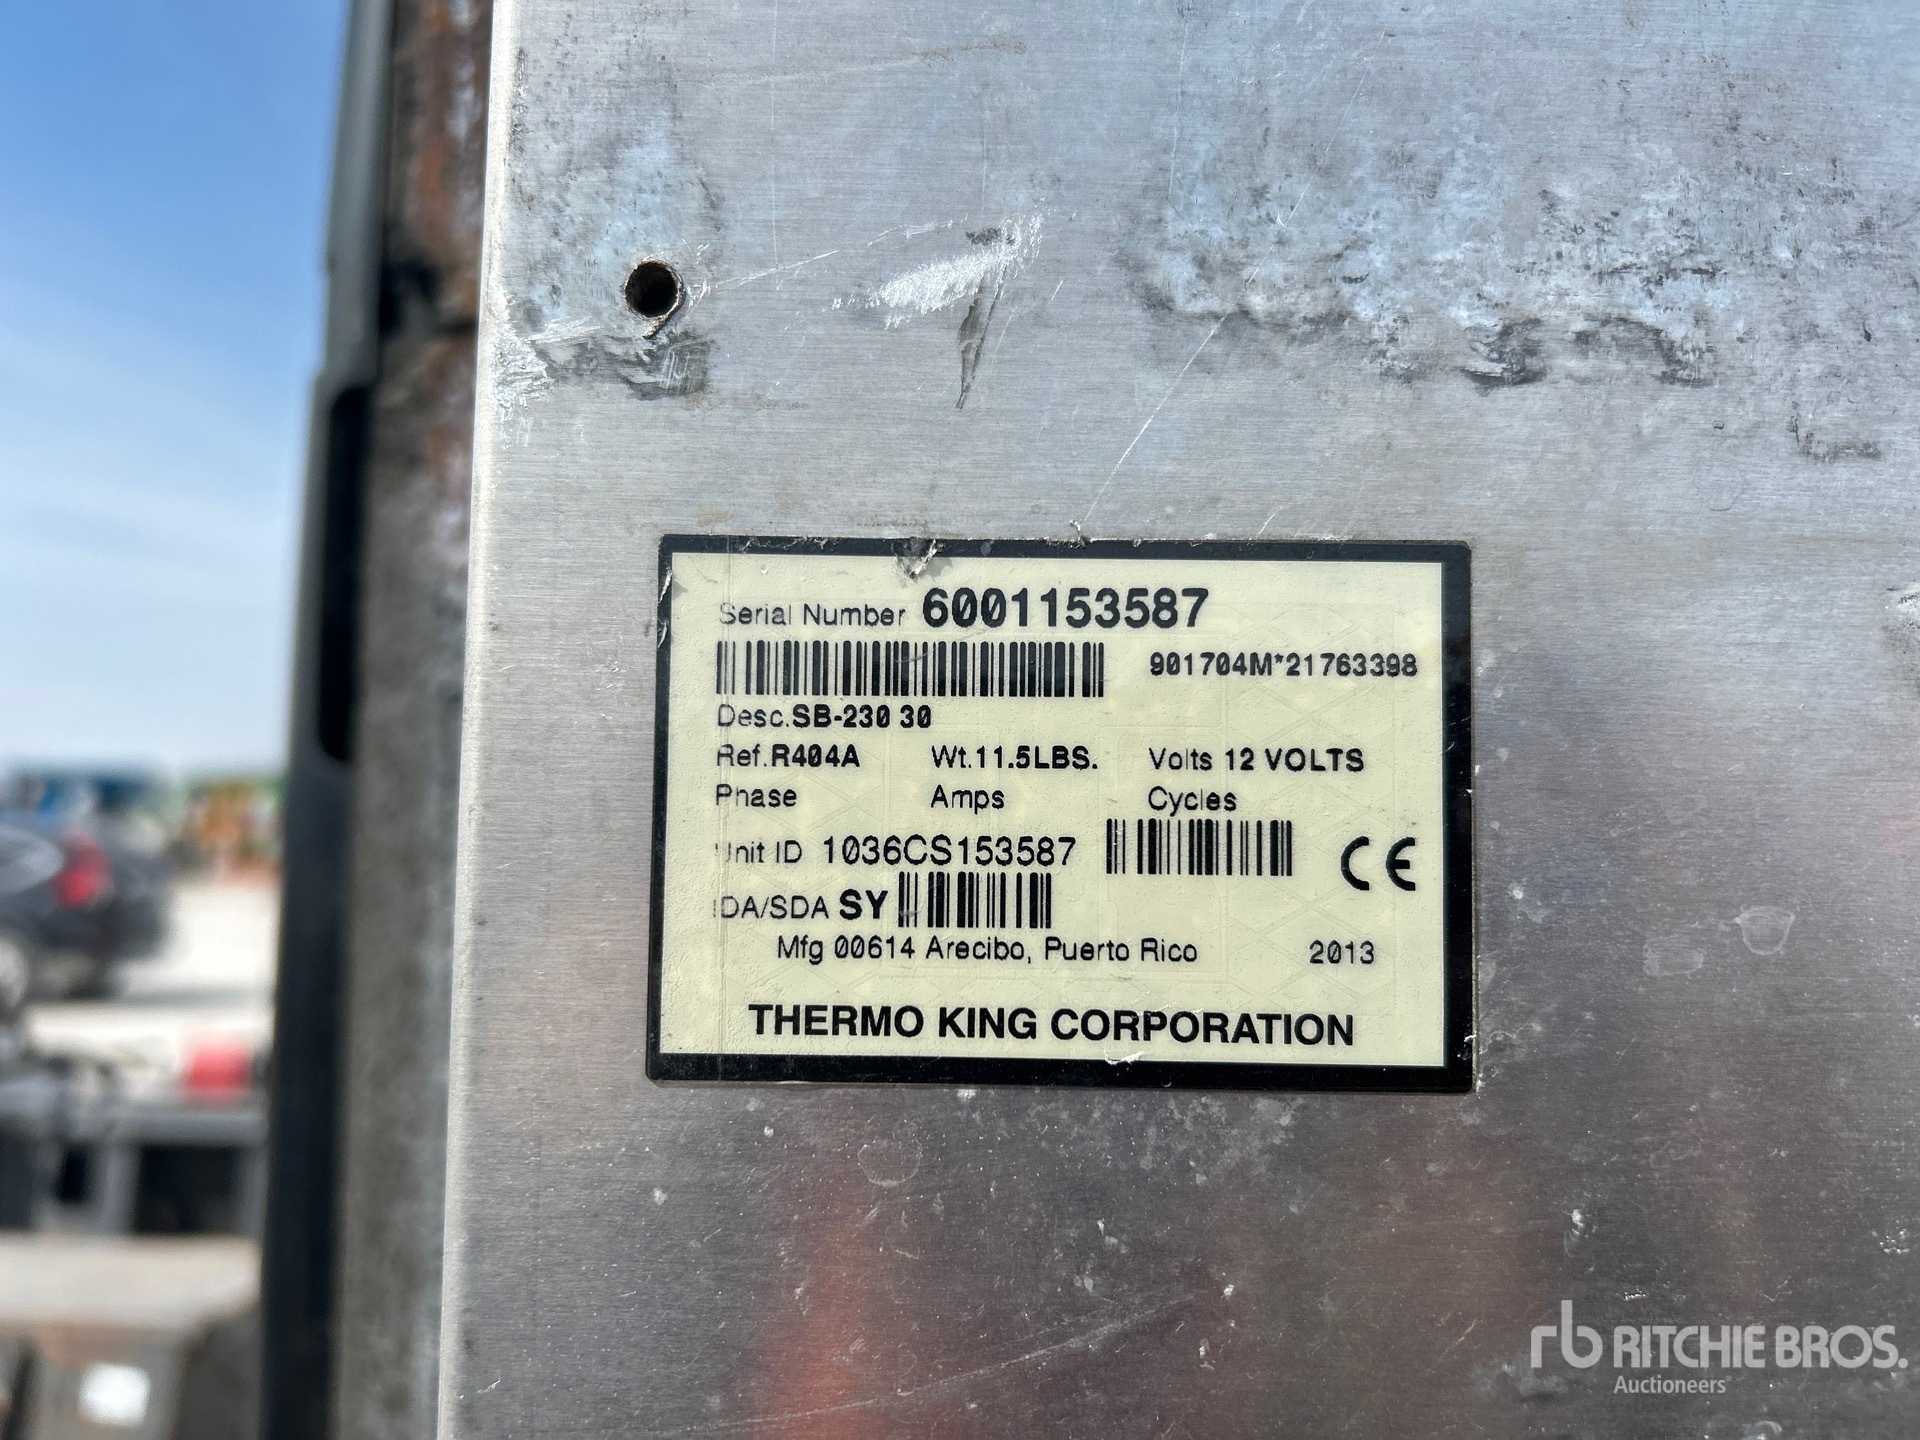 Serial Number 6001153587
901704M*21763398
Desc.SB-230 30
Ref.R404A Wt.11.5LBS. Volts 12 VOLTS
Phase Amps Cycles
Unit ID 1036CS153587
CE
IDA/SDA SY
Mfg 00614 Arecibo, Puerto Rico 2013
THERMO KING CORPORATION
rb RITCHIE BROS.
Auctioneers